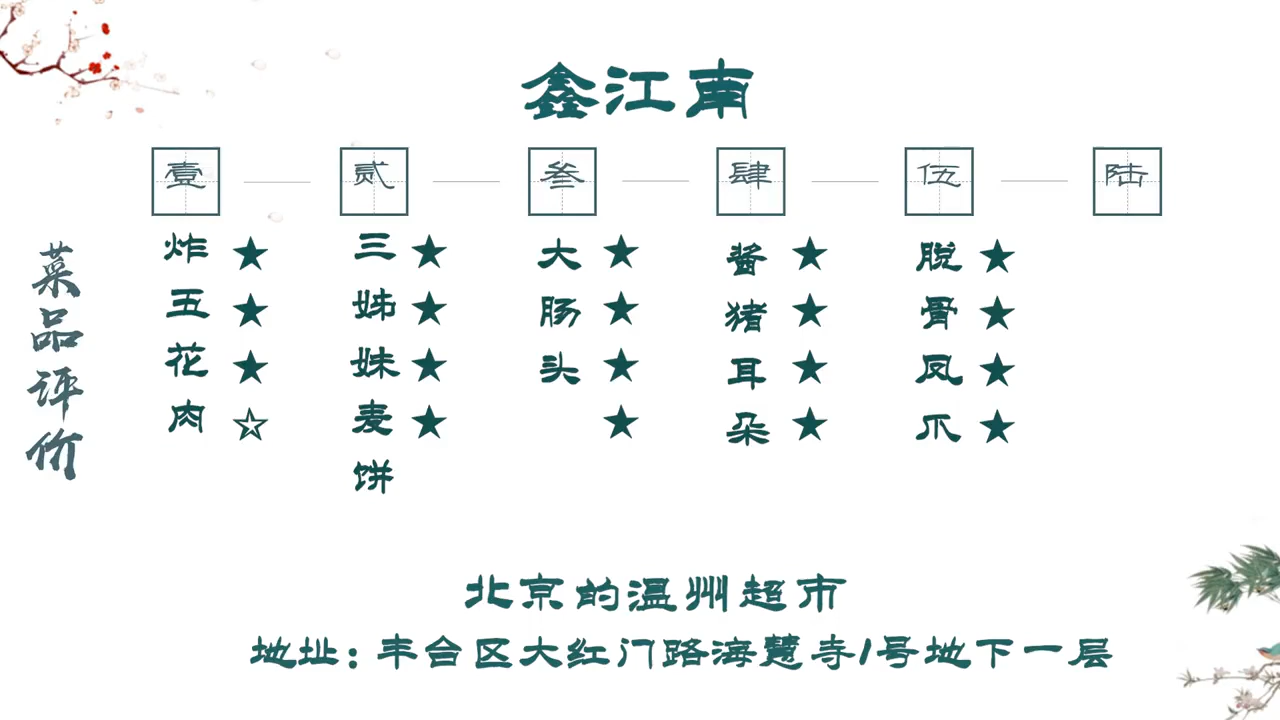 鑫江南
壹 贰 叁 肆 伍 陆
菜品评价
炸五花肉 ★★★☆
三姊妹麦饼 ★★★★
大肠头 ★★★★
酱猪耳朵 ★★★★
脱骨凤爪 ★★★★
北京的温州超市
地址：丰台区大红门路海慧寺1号地下一层